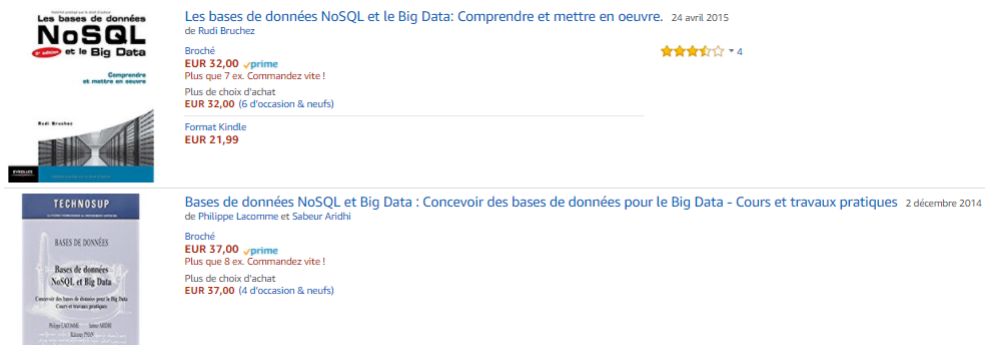 Les bases de données
NoSQL
et le Big Data
Comprendre
et mettre en oeuvre
Rudi Bruchez
EYROLLES
Les bases de données NoSQL et le Big Data: Comprendre et mettre en oeuvre. 24 avril 2015
de Rudi Bruchez
Broché
EUR 32,00 prime
Plus que 7 ex. Commandez vite !
Plus de choix d'achat
EUR 32,00 (6 d'occasion & neufs)
Format Kindle
EUR 21,99
4
TECHNOSUP
BASES DE DONNÉES
Bases de données
NoSQL et Big Data
Concevoir des bases de données pour le Big Data
Cours et travaux pratiques
Philippe LACOMME Sabeur ARIDHI
Bases de données NoSQL et Big Data : Concevoir des bases de données pour le Big Data - Cours et travaux pratiques 2 décembre 2014
de Philippe Lacomme et Sabeur Aridhi
Broché
EUR 37,00 prime
Plus que 8 ex. Commandez vite !
Plus de choix d'achat
EUR 37,00 (4 d'occasion & neufs)